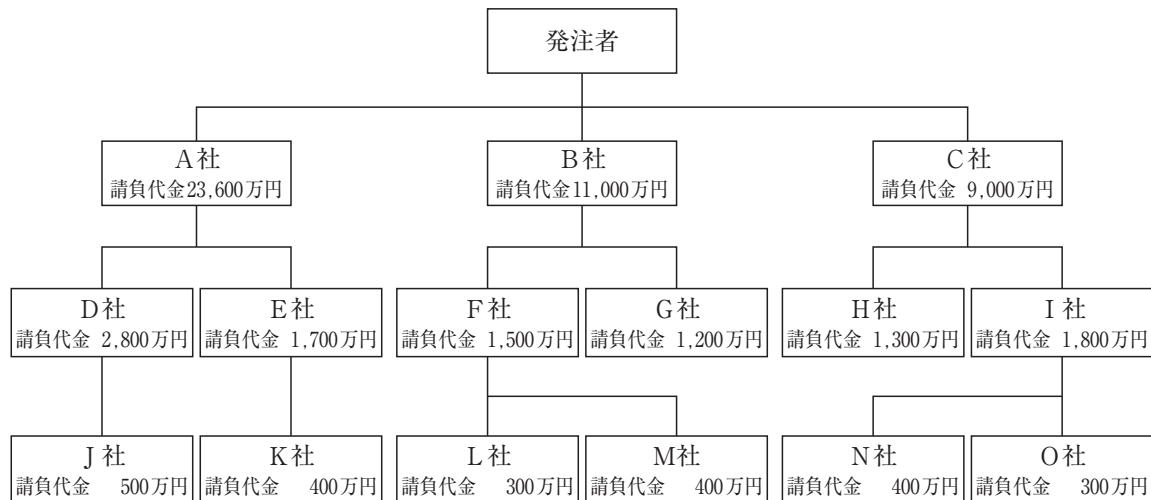 発注者
A社
請負代金23,600万円
B社
請負代金11,000万円
C社
請負代金 9,000万円
D社
請負代金 2,800万円
E社
請負代金 1,700万円
F社
請負代金 1,500万円
G社
請負代金 1,200万円
H社
請負代金 1,300万円
I社
請負代金 1,800万円
J社
請負代金 500万円
K社
請負代金 400万円
L社
請負代金 300万円
M社
請負代金 400万円
N社
請負代金 400万円
O社
請負代金 300万円